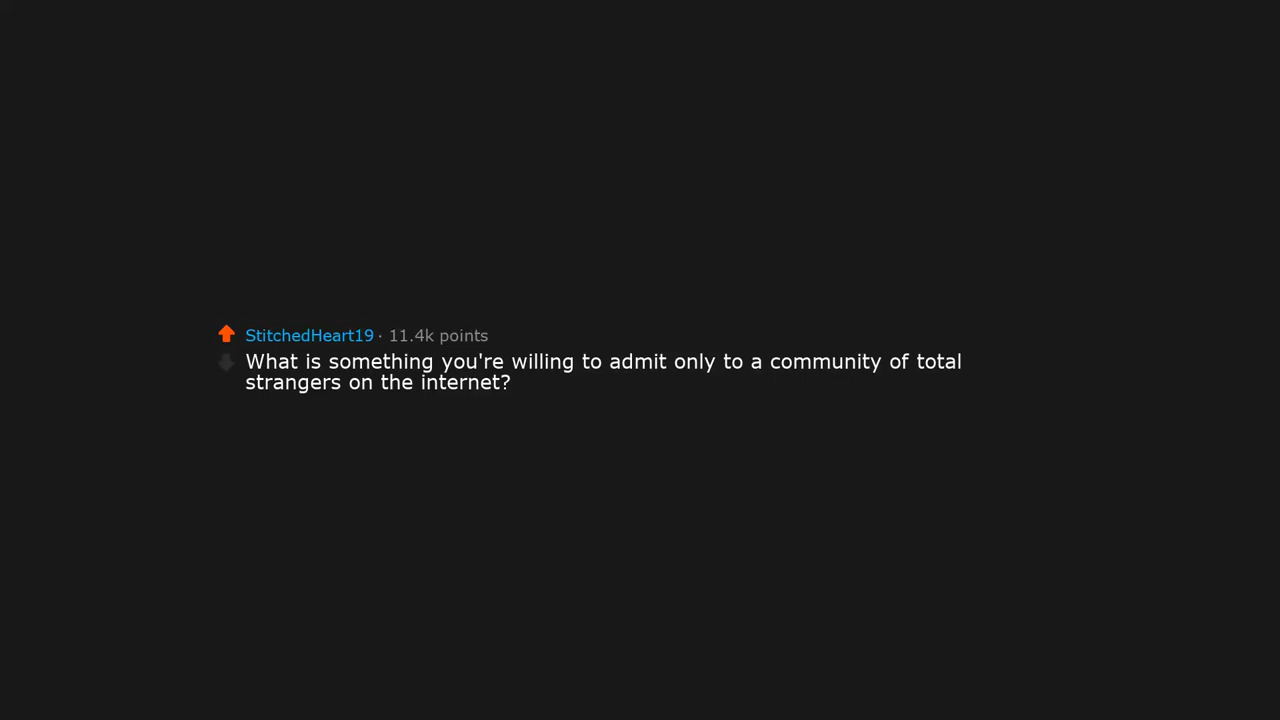 StitchedHeart19 · 11.4k points
What is something you're willing to admit only to a community of total
strangers on the internet?